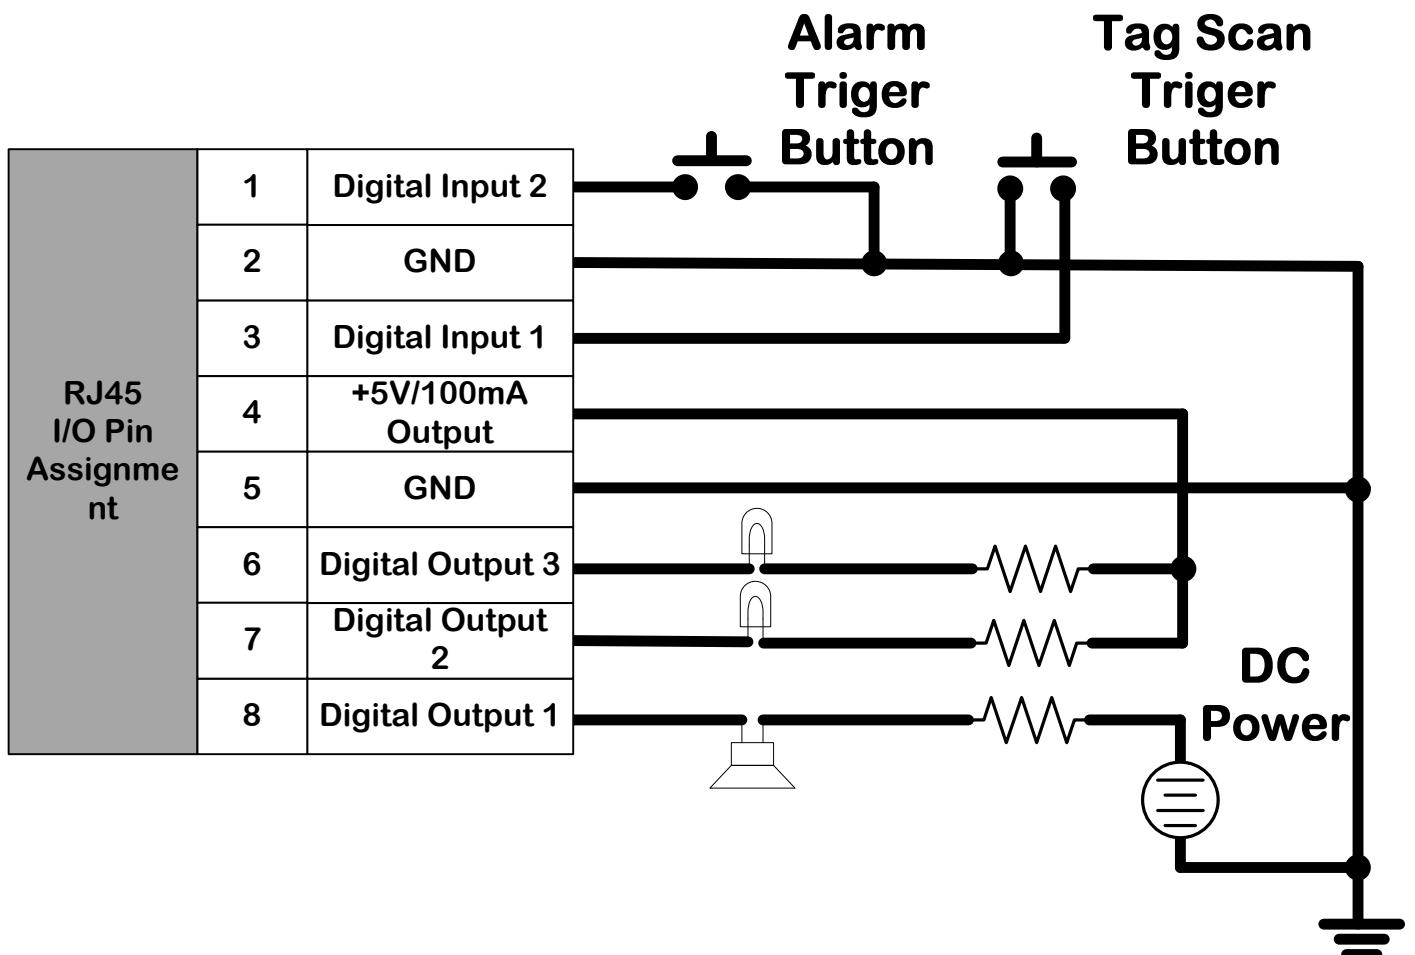 Alarm
Triger
Button
Tag Scan
Triger
Button
RJ45
I/O Pin
Assignme
nt
1
Digital Input 2
2
GND
3
Digital Input 1
4
+5V/100mA
Output
5
GND
6
Digital Output 3
7
Digital Output
2
8
Digital Output 1
DC
Power